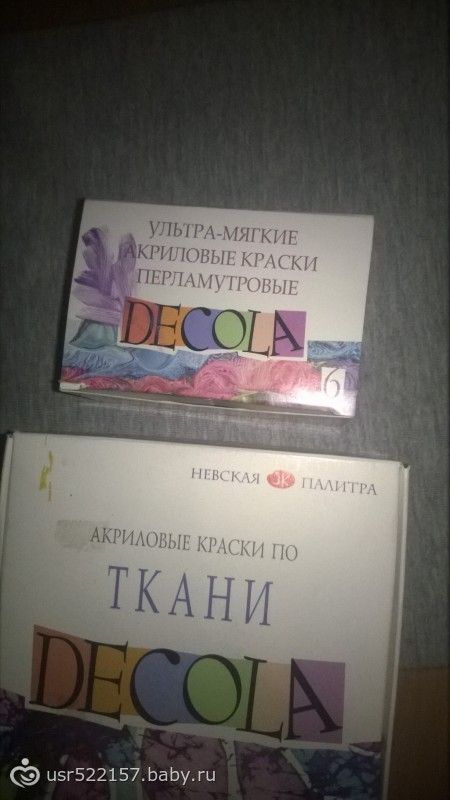 УЛЬТРА-МЯГКИЕ
АКРИЛОВЫЕ КРАСКИ
ПЕРЛАМУТРОВЫЕ
DECOLA
6
НЕВСКАЯ ЗК ПАЛИТРА
АКРИЛОВЫЕ КРАСКИ ПО
ТКАНИ
DECOLA
usr522157.baby.ru